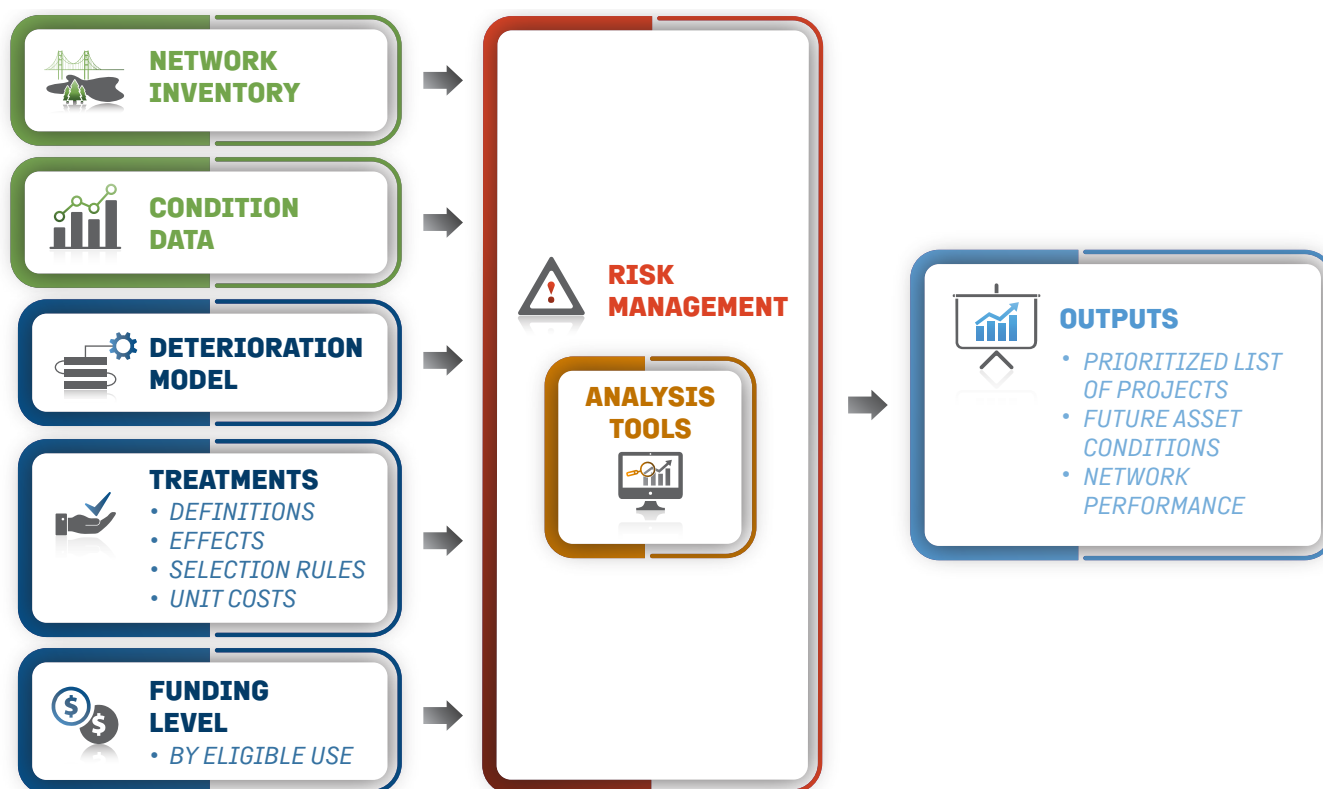 NETWORK
INVENTORY
CONDITION
DATA
DETERIORATION
MODEL
TREATMENTS
• DEFINITIONS
• EFFECTS
• SELECTION RULES
• UNIT COSTS
$
$
FUNDING
LEVEL
• BY ELIGIBLE USE
!
RISK
MANAGEMENT
ANALYSIS
TOOLS
OUTPUTS
• PRIORITIZED LIST
OF PROJECTS
• FUTURE ASSET
CONDITIONS
• NETWORK
PERFORMANCE